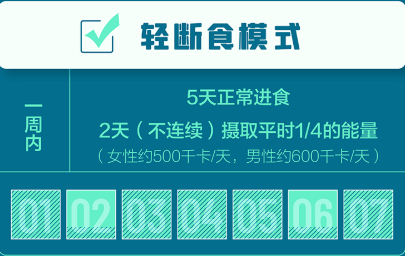 轻断食模式
一周内
5天正常进食
2天（不连续）摄取平时1/4的能量
（女性约500千卡/天，男性约600千卡/天）
01 02 03 04 05 06 07